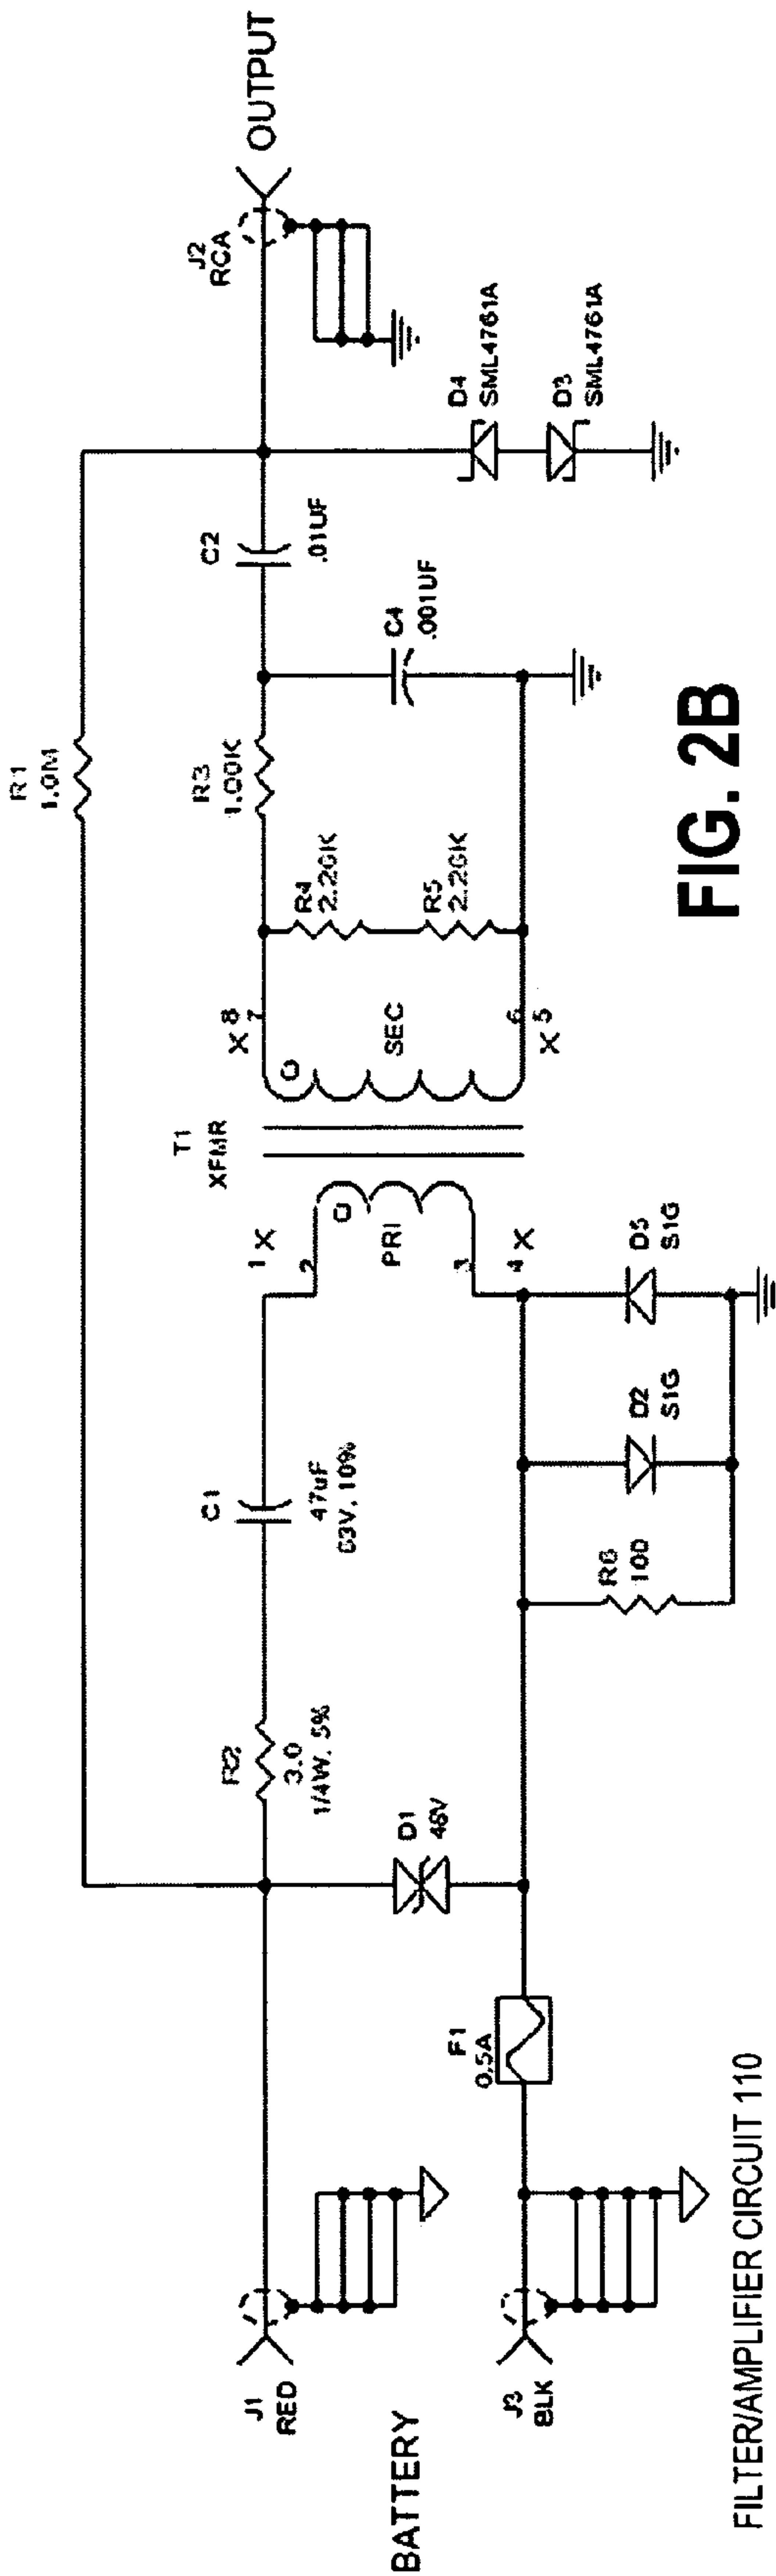 R1
1.0M
J2
RCA
OUTPUT
T1
XFMR
X 8
7
R3
1.00K
C2
.01UF
1 X
2
R2
3.0
1/4W, 5%
C1
47uF
63V, 10%
PRI
SEC
R4
2.20K
R5
2.20K
C4
.001UF
D4
SML4761A
D3
SML4761A
J1
RED
BATTERY
D1
46V
3
4 X
6
X 5
F1
0.5A
J3
BLK
R6
100
D2
S1G
D5
S1G
FIG. 2B
FILTER/AMPLIFIER CIRCUIT 110